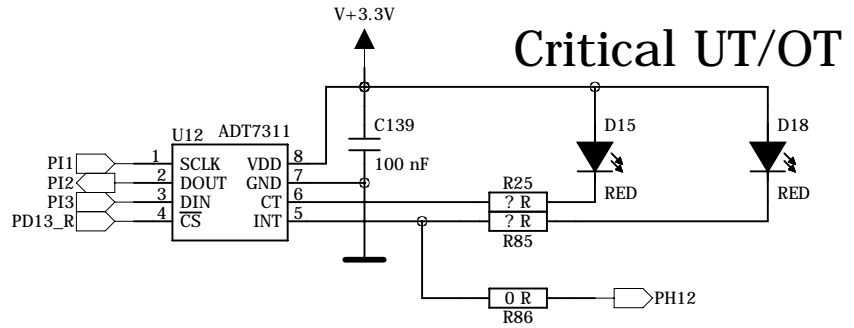 V+3.3V
Critical UT/OT
U12 ADT7311
C139
100 nF
D15
D18
PI1 1 SCLK VDD 8
PI2 2 DOUT GND 7
PI3 3 DIN CT 6
PD13_R 4 CS INT 5
R25
? R
RED
RED
? R
R85
0 R PH12
R86